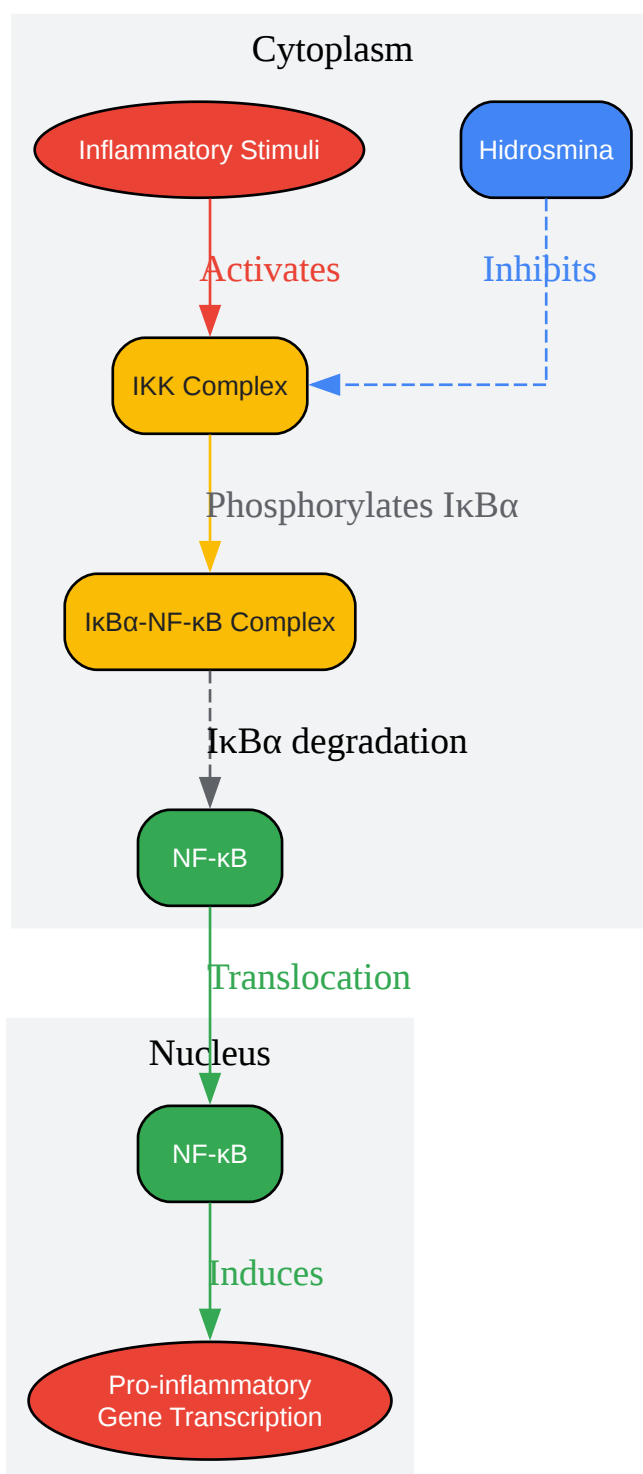 Cytoplasm
Inflammatory Stimuli
Hidrosmina
Activates
Inhibits
IKK Complex
Phosphorylates IκBα
IκBα-NF-κB Complex
IκBα degradation
NF-κB
Translocation
Nucleus
NF-κB
Induces
Pro-inflammatory
Gene Transcription